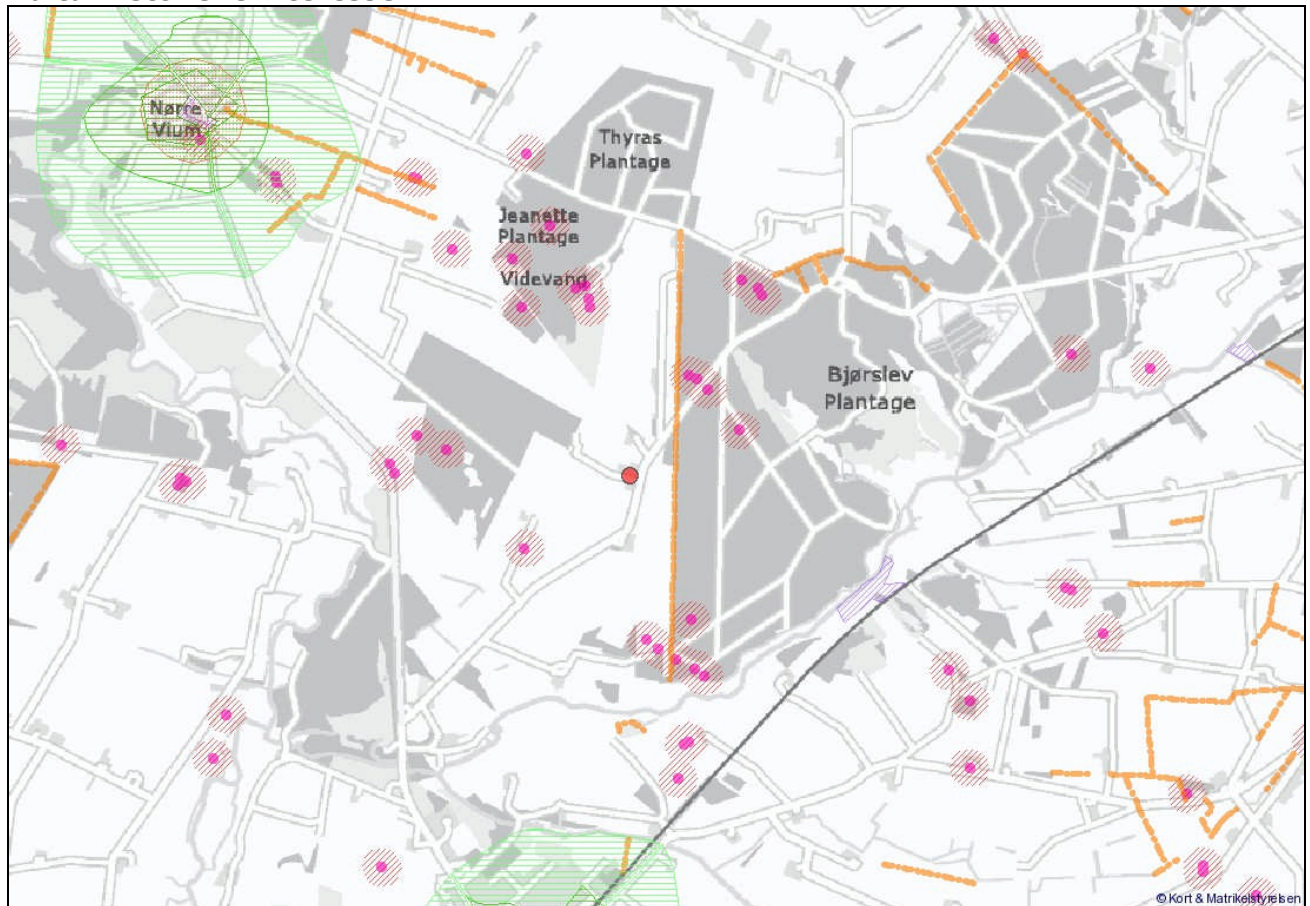 Nørre
Vium
Thyras
Plantage
Jeanette
Plantage
Videvang
Bjørslev
Plantage
© Kort & Matrikelstyrelsen